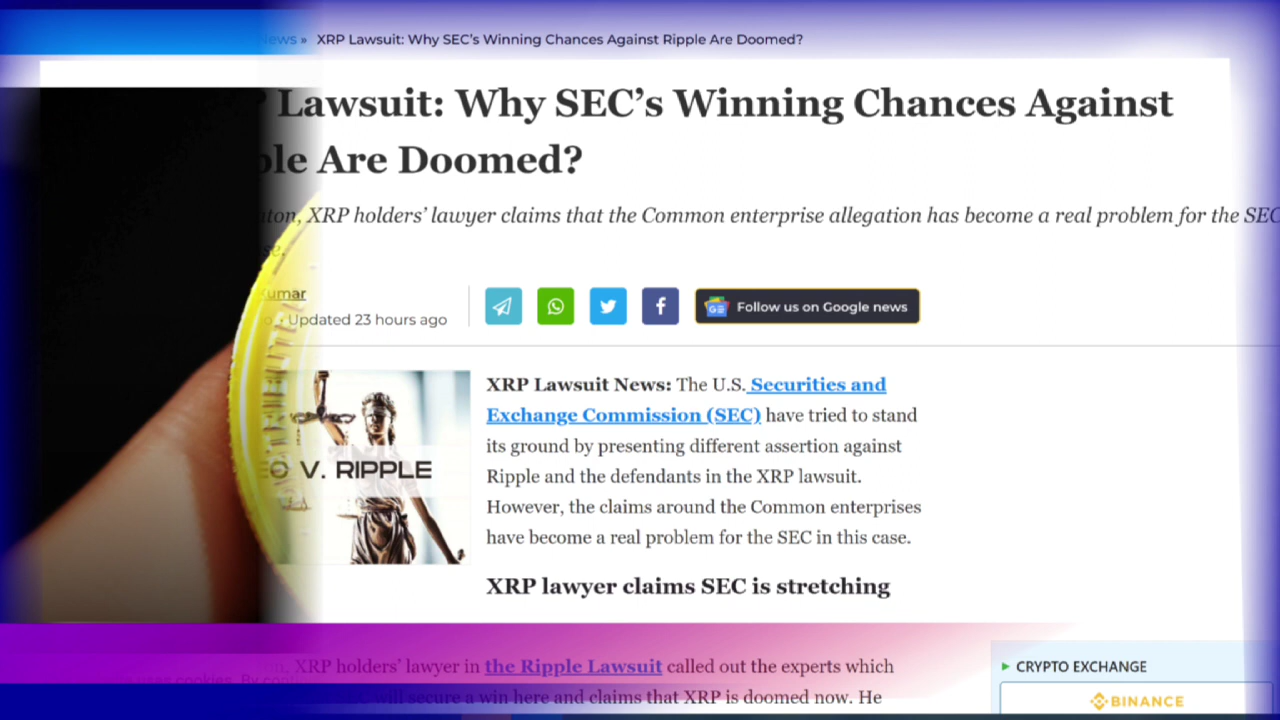 News » XRP Lawsuit: Why SEC’s Winning Chances Against Ripple Are Doomed?
Lawsuit: Why SEC’s Winning Chances Against
Are Doomed?
XRP holders’ lawyer claims that the Common enterprise allegation has become a real problem for the SEC
Kumar
Updated 23 hours ago
Follow us on Google news
GE
V. RIPPLE
XRP Lawsuit News: The U.S. Securities and
Exchange Commission (SEC) have tried to stand
its ground by presenting different assertion against
Ripple and the defendants in the XRP lawsuit.
However, the claims around the Common enterprises
have become a real problem for the SEC in this case.
XRP lawyer claims SEC is stretching
XRP holders’ lawyer in the Ripple Lawsuit called out the experts which
will secure a win here and claims that XRP is doomed now. He
uses cookies. By
CRYPTO EXCHANGE
BINANCE